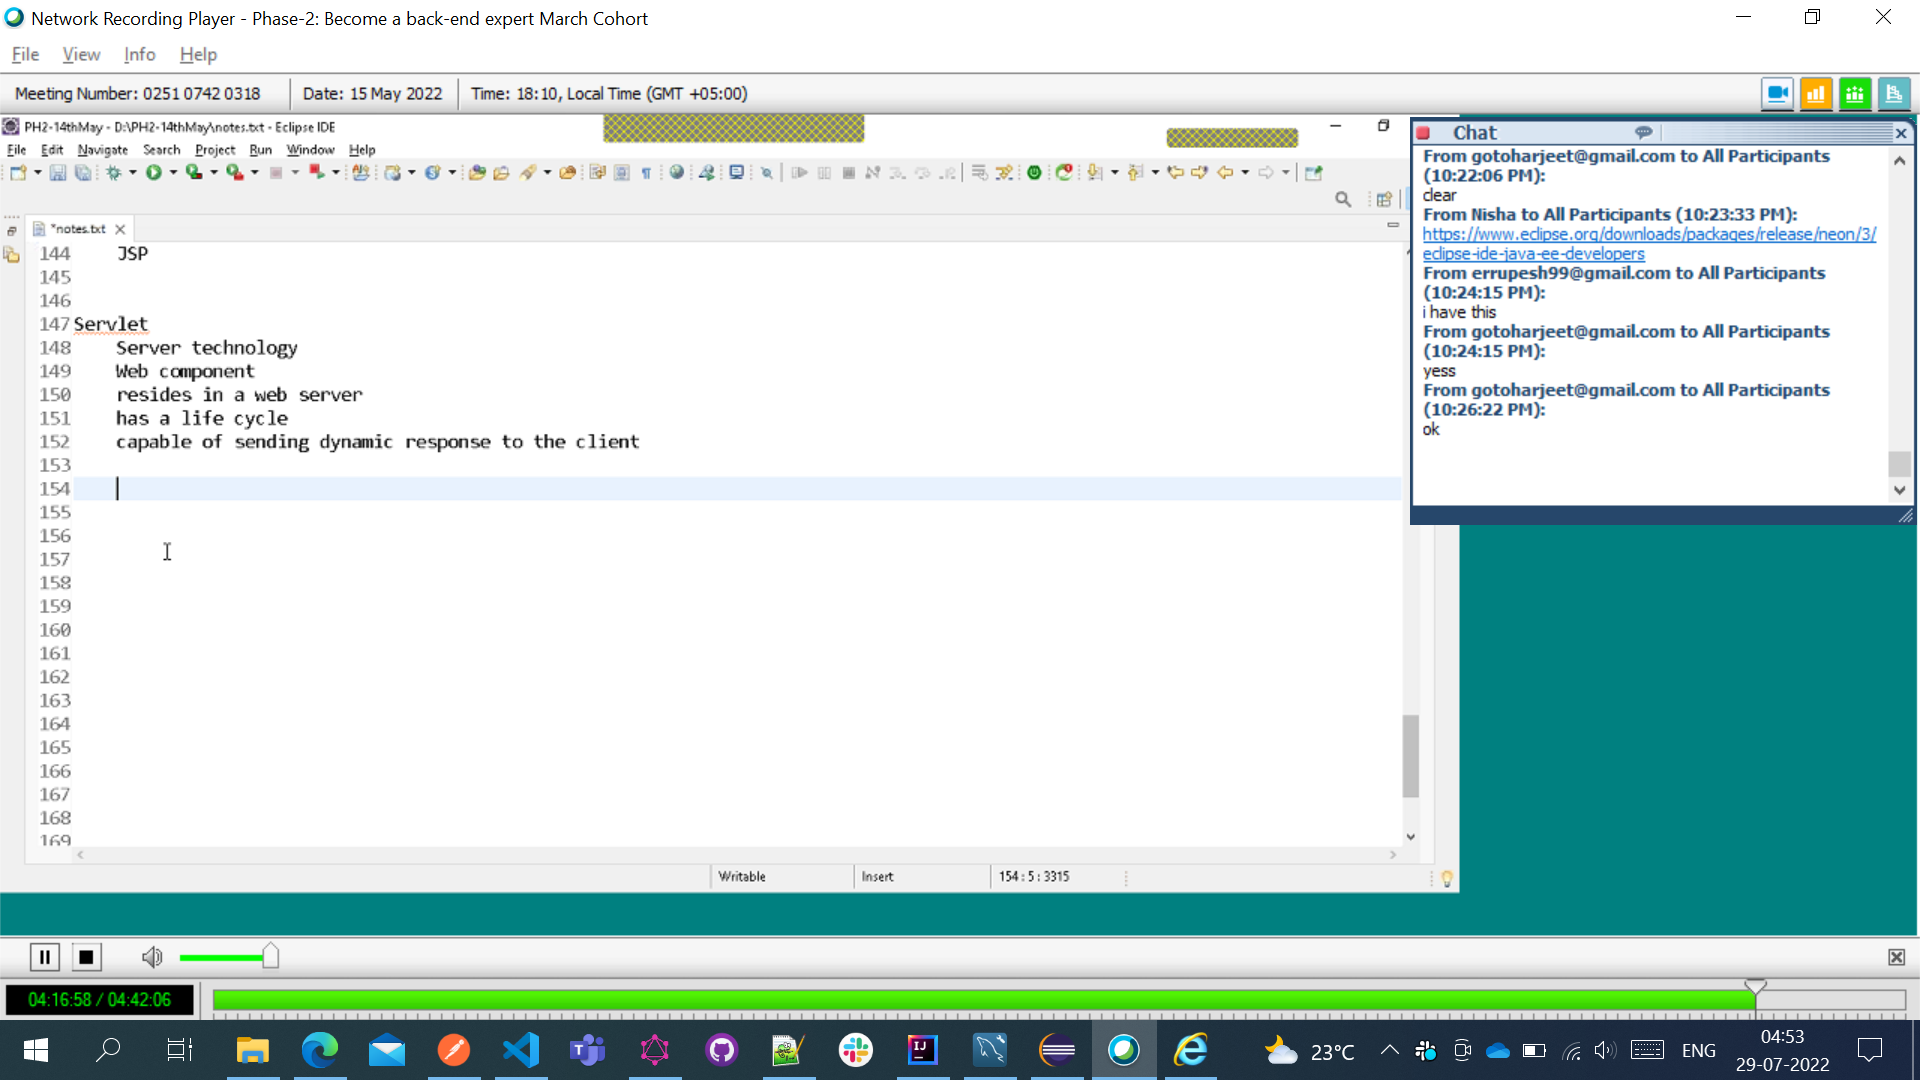 Network Recording Player - Phase-2: Become a back-end expert March Cohort
File View Info Help
Meeting Number: 0251 0742 0318 Date: 15 May 2022 Time: 18:10, Local Time (GMT +05:00)
PH2-14thMay - D:\PH2-14thMay\notes.txt - Eclipse IDE
File Edit Navigate Search Project Run Window Help
*notes.txt
144 JSP
145
146
147 Servlet
148 Server technology
149 Web component
150 resides in a web server
151 has a life cycle
152 capable of sending dynamic response to the client
153
154
155
156
157
158
159
160
161
162
163
164
165
166
167
168
169
Writable Insert 154 : 5 : 3315
Chat
From gotoharjeet@gmail.com to All Participants
(10:22:06 PM):
clear
From Nisha to All Participants (10:23:33 PM):
https://www.eclipse.org/downloads/packages/release/neon/3/
eclipse-ide-java-ee-developers
From errupesh99@gmail.com to All Participants
(10:24:15 PM):
i have this
From gotoharjeet@gmail.com to All Participants
(10:24:15 PM):
yess
From gotoharjeet@gmail.com to All Participants
(10:26:22 PM):
ok
04:16:58 / 04:42:06
23°C ENG 04:53
29-07-2022